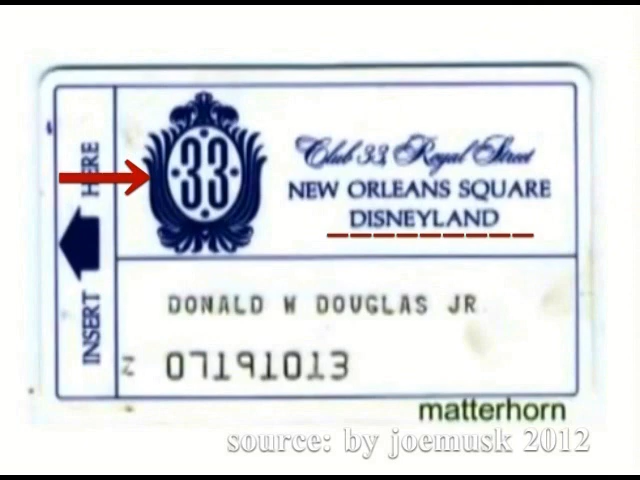 INSERT HERE
33
Club 33, Royal Street
NEW ORLEANS SQUARE
DISNEYLAND
DONALD W DOUGLAS JR
Z 07191013
matterhorn
source: by joemusk 2012